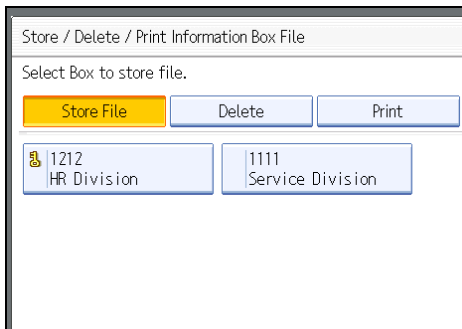 Store / Delete / Print Information Box File
Select Box to store file.
Store File Delete Print
1212 1111
HR Division Service Division